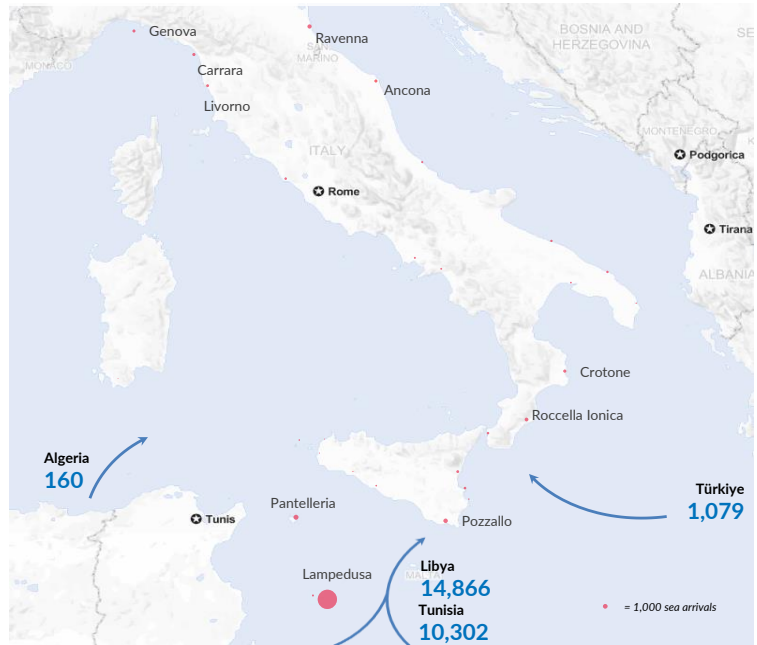 Genova
Ravenna
BOSNIA AND
HERZEGOVINA
SE
SAN
MARINO
MONACO
Carrara
Livorno
Ancona
MONTENEGRO
K
ITALY
Podgorica
Rome
Tirana
ALBANIA
Crotone
Roccella Ionica
Algeria
160
Türkiye
1,079
Pantelleria
Tunis
Pozzallo
Libya
14,866
Lampedusa
MALTA
Tunisia
10,302
= 1,000 sea arrivals